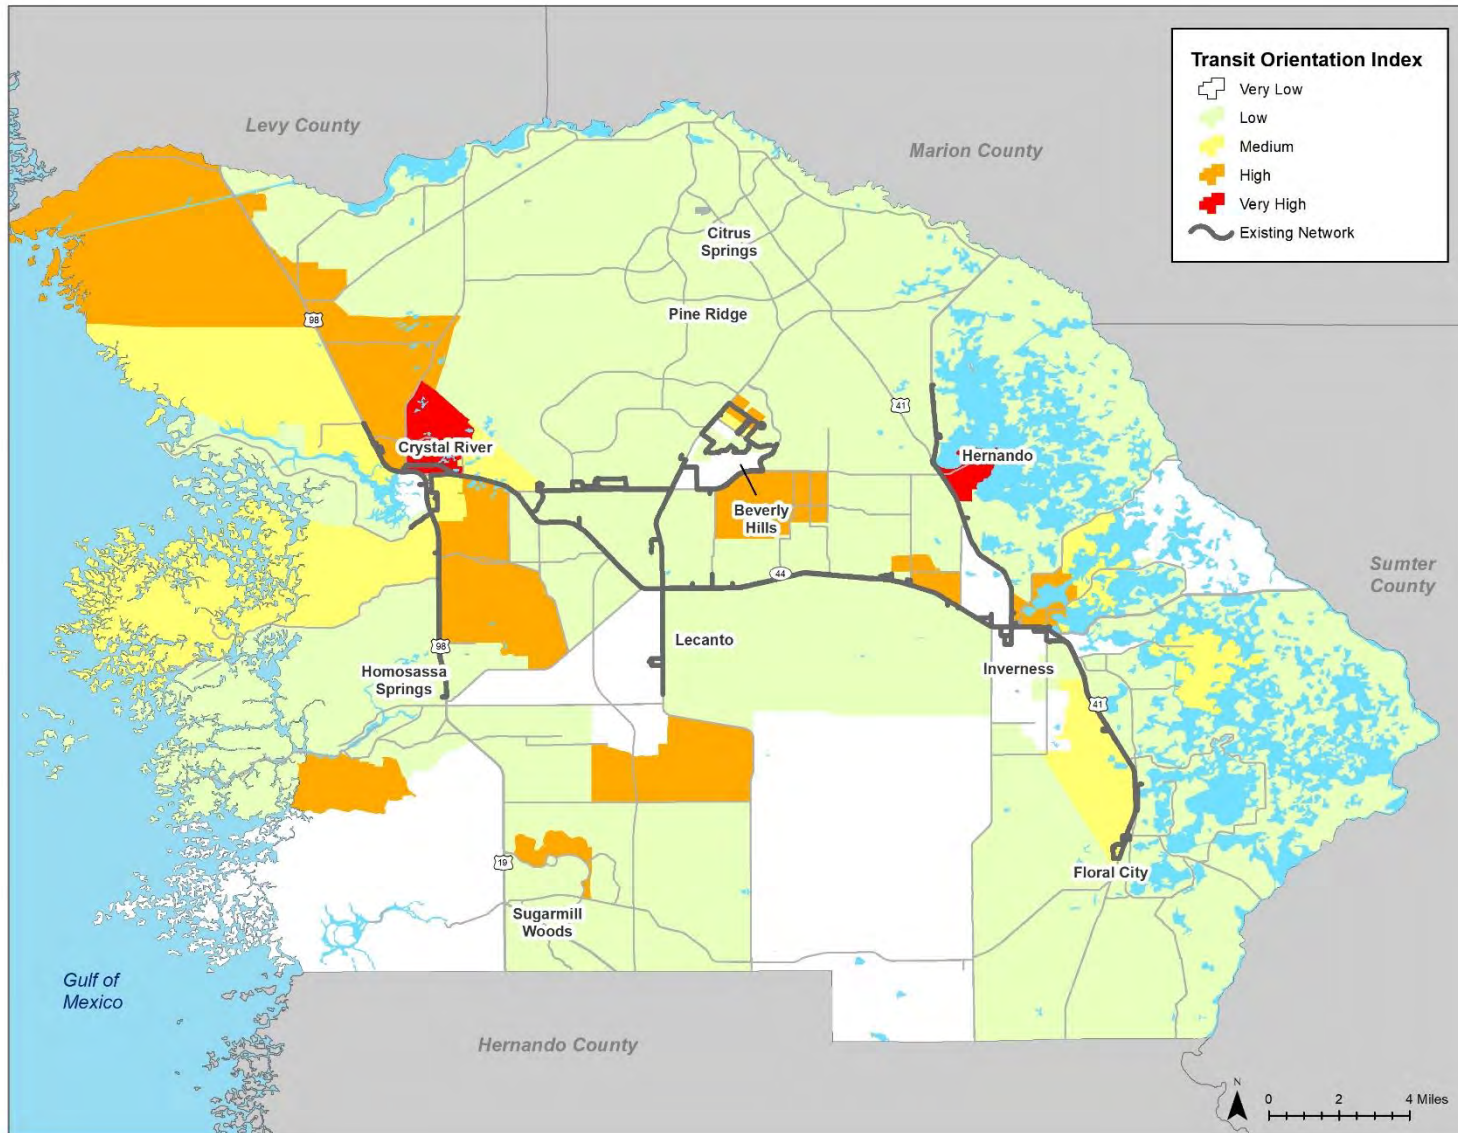 Transit Orientation Index
Very Low
Low
Medium
High
Very High
Existing Network
Levy County
Marion County
Citrus
Springs
Pine Ridge
98
41
Crystal River
Hernando
Beverly
Hills
44
Sumter
County
98
Lecanto
Inverness
Homosassa
Springs
41
19
Floral City
Sugarmill
Woods
Gulf of
Mexico
Hernando County
N
0 2 4 Miles